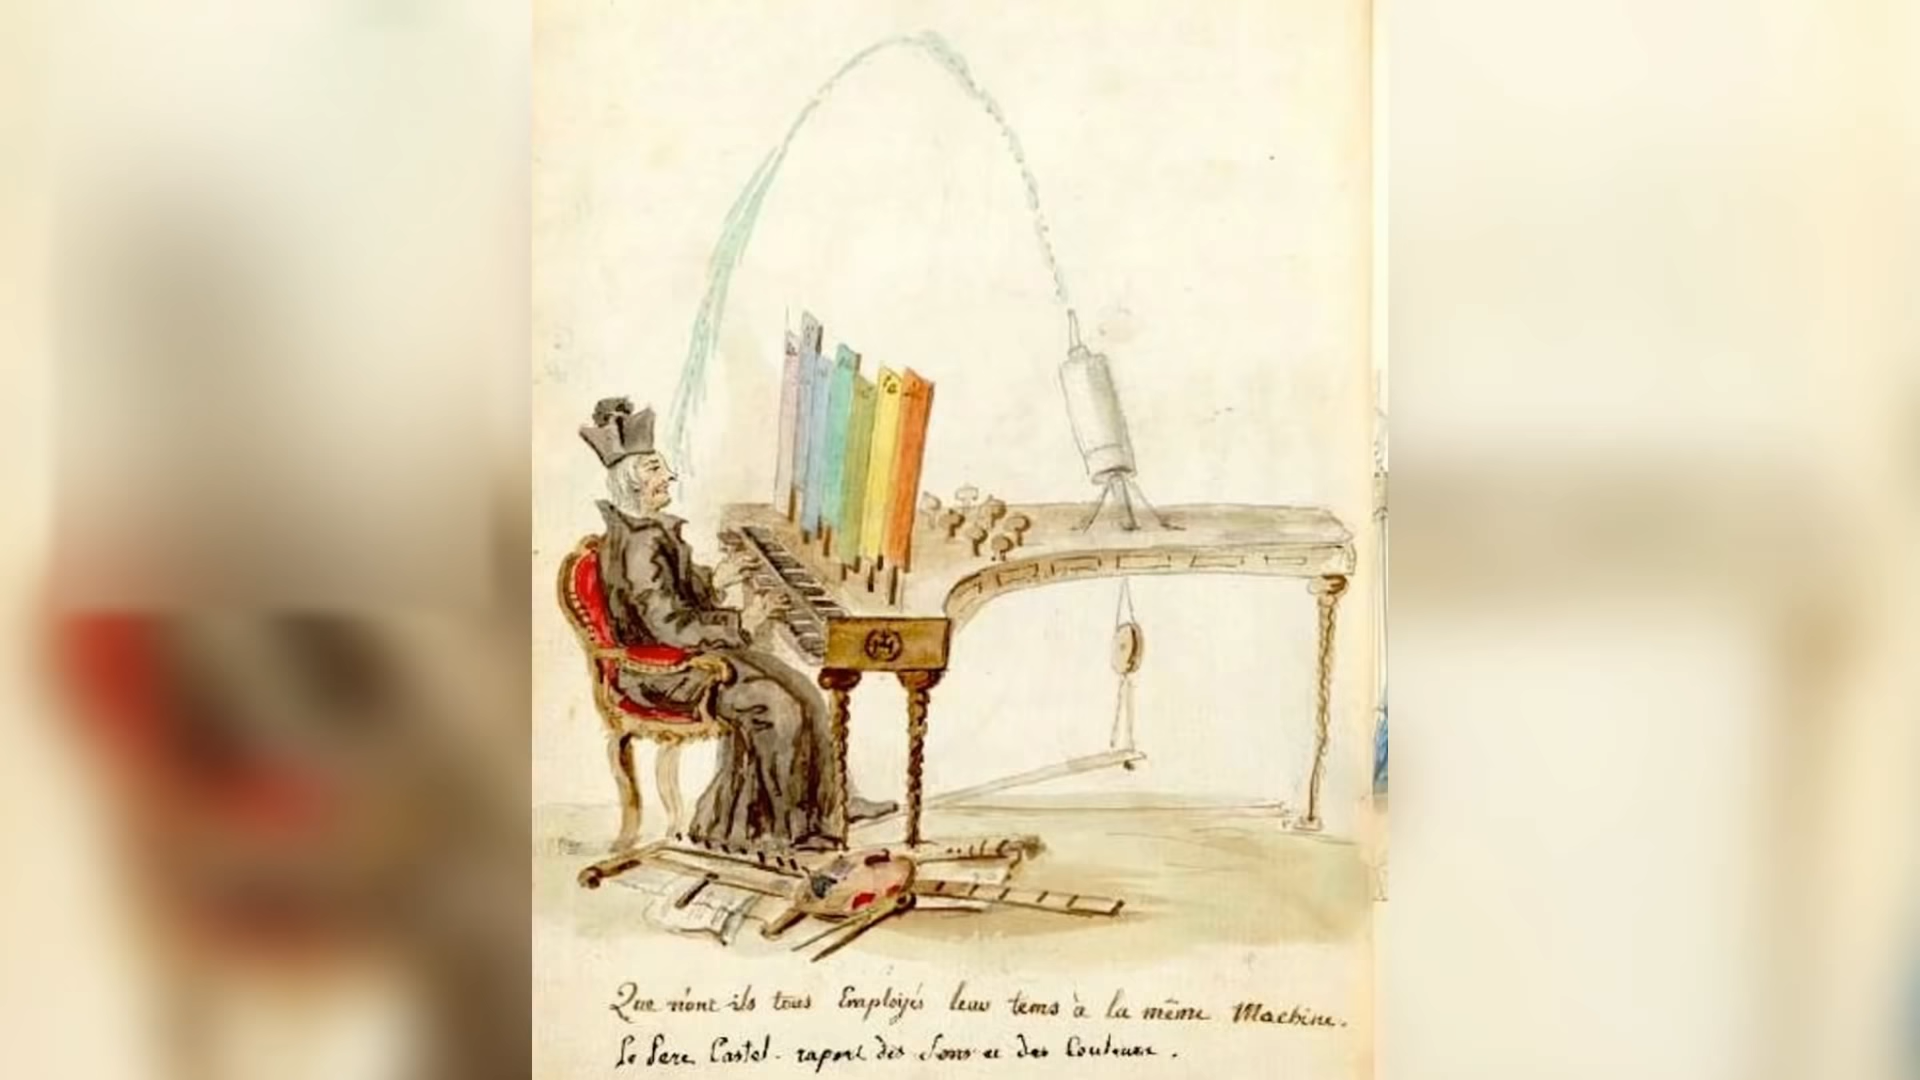 Que n'ont ils tous Employés leur tems à la même Machine.
Le Pere Castel. raport des Sons et des Couleurs.